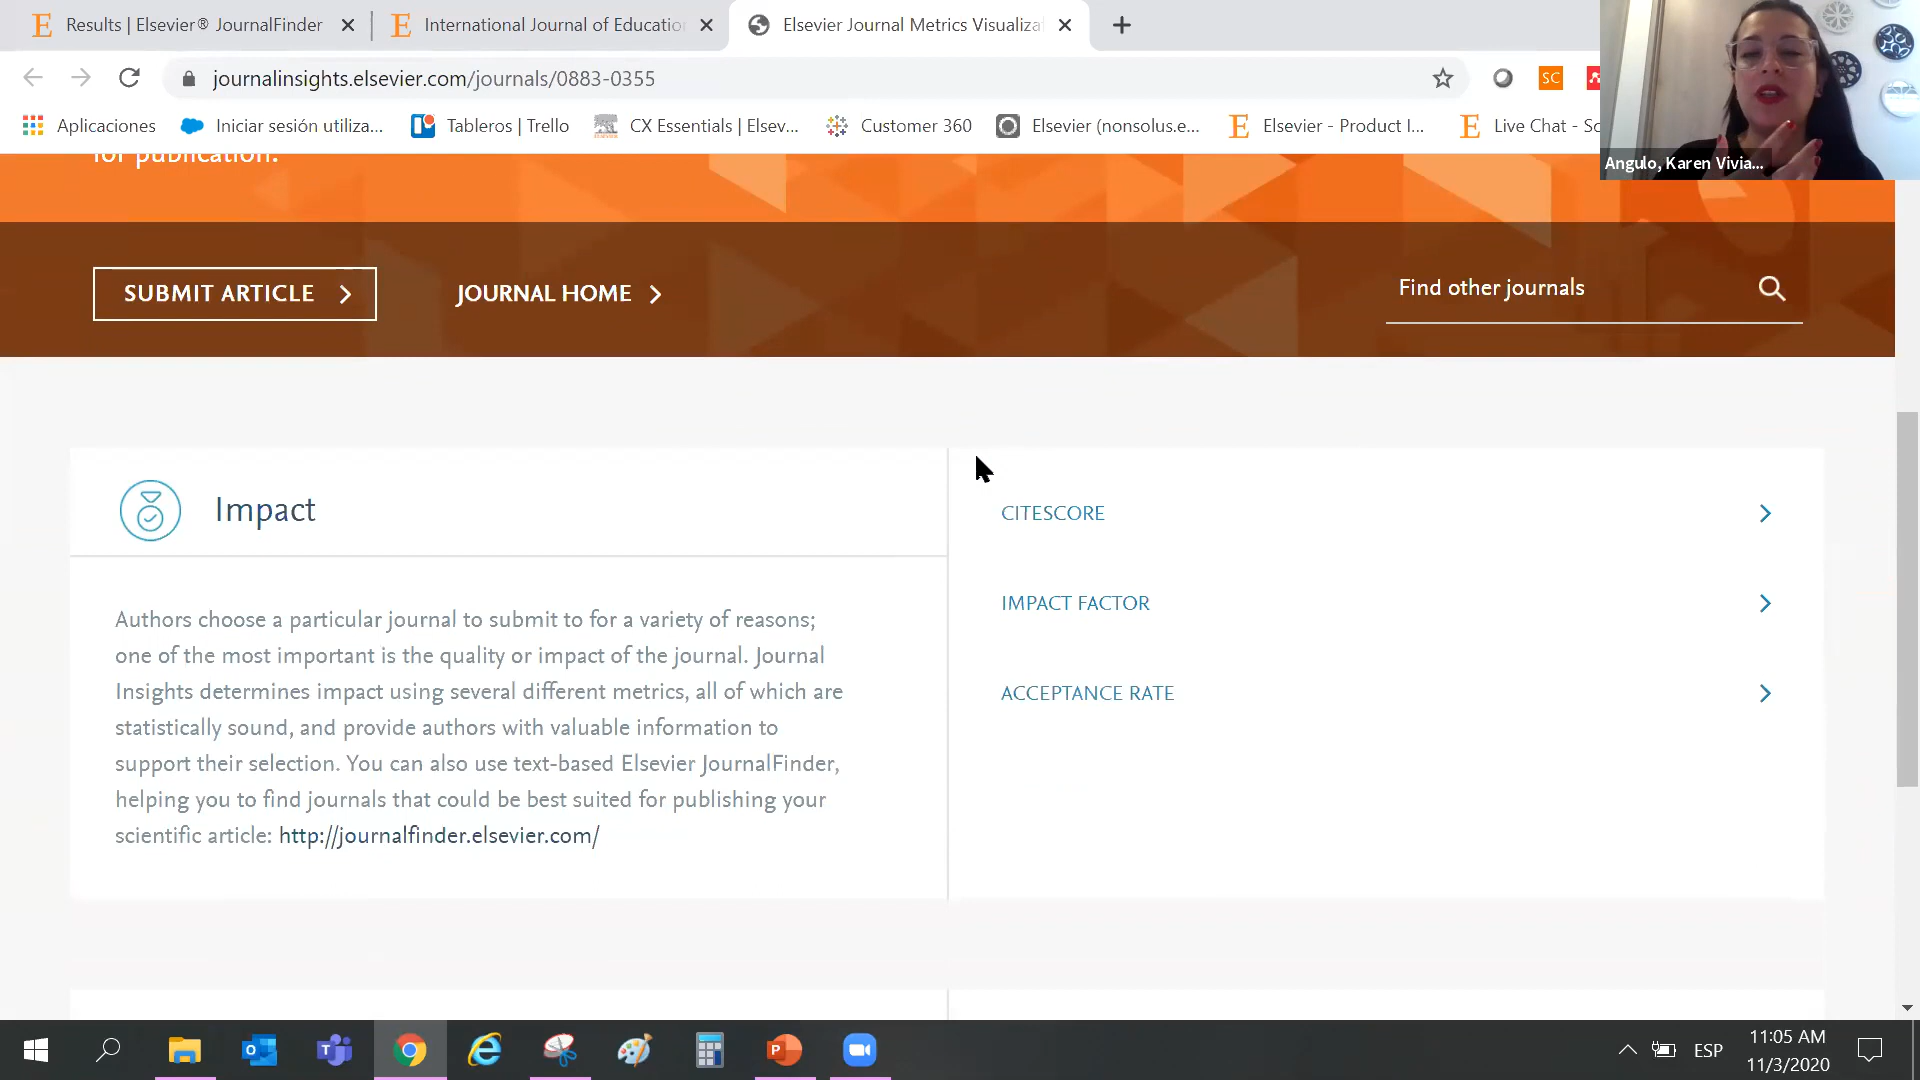 Results | Elsevier® JournalFinder
International Journal of Educatio
Elsevier Journal Metrics Visualiza
journalinsights.elsevier.com/journals/0883-0355
SC
Aplicaciones
Iniciar sesión utiliza...
Tableros | Trello
CX Essentials | Elsev...
Customer 360
Elsevier (nonsolus.e...
Elsevier - Product I...
Live Chat - Sc
Angulo, Karen Vivia...
for publication.
SUBMIT ARTICLE
JOURNAL HOME
Find other journals
Impact
Authors choose a particular journal to submit to for a variety of reasons;
one of the most important is the quality or impact of the journal. Journal
Insights determines impact using several different metrics, all of which are
statistically sound, and provide authors with valuable information to
support their selection. You can also use text-based Elsevier JournalFinder,
helping you to find journals that could be best suited for publishing your
scientific article: http://journalfinder.elsevier.com/
CITESCORE
IMPACT FACTOR
ACCEPTANCE RATE
ESP
11:05 AM
11/3/2020